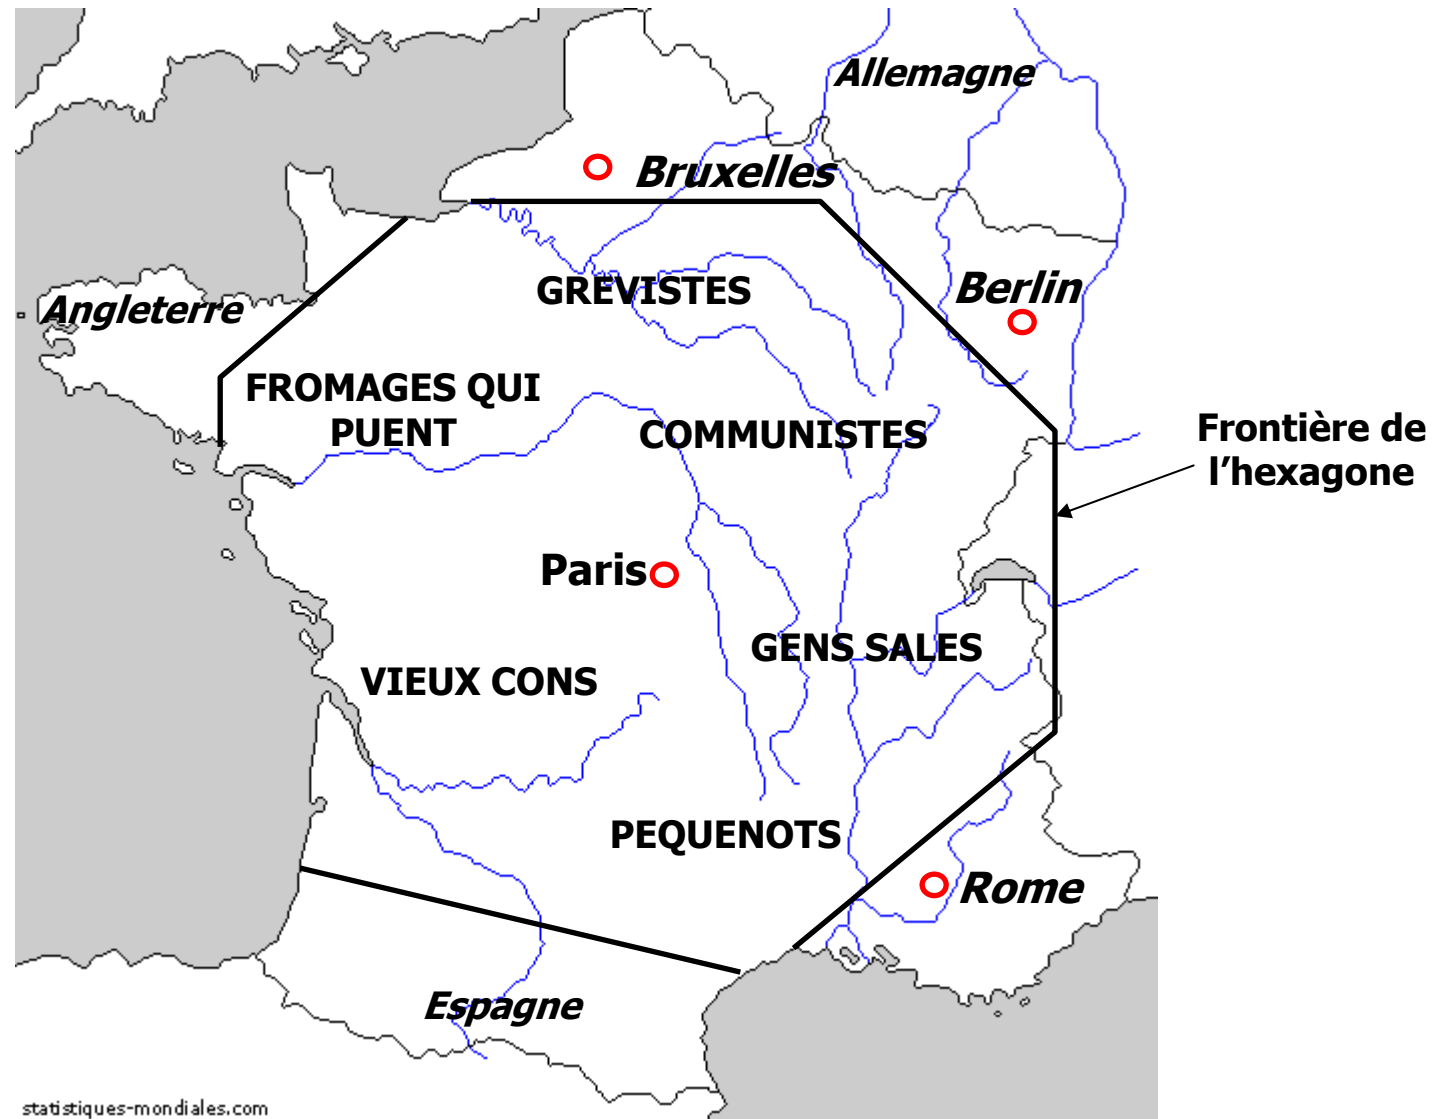 Allemagne
Bruxelles
GREVISTES
Berlin
Angleterre
FROMAGES QUI
PUENT
COMMUNISTES
Frontière de
l'hexagone
Paris
GENS SALES
VIEUX CONS
PEQUENOTS
Rome
Espagne
statistiques-mondiales.com